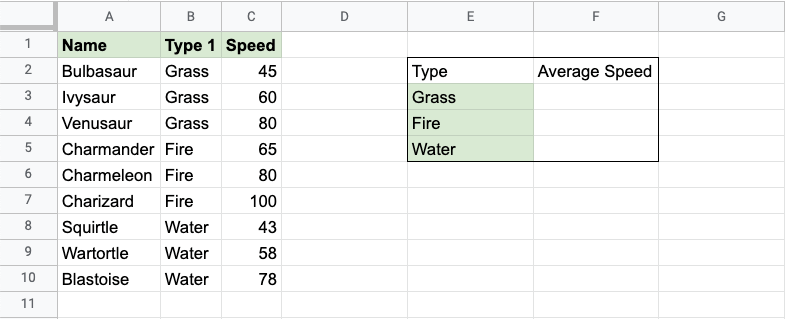 A B C D E F G
1 Name Type 1 Speed
2 Bulbasaur Grass 45 Type Average Speed
3 Ivysaur Grass 60 Grass
4 Venusaur Grass 80 Fire
5 Charmander Fire 65 Water
6 Charmeleon Fire 80
7 Charizard Fire 100
8 Squirtle Water 43
9 Wartortle Water 58
10 Blastoise Water 78
11